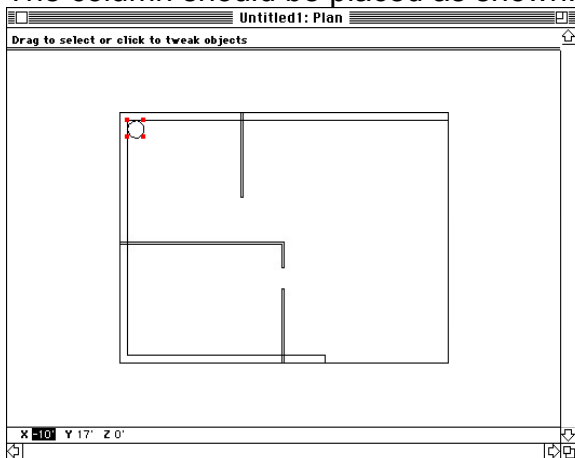 The column should be placed as shown.
Untitled1: Plan
Drag to select or click to tweak objects
X -10' Y 17' Z 0'